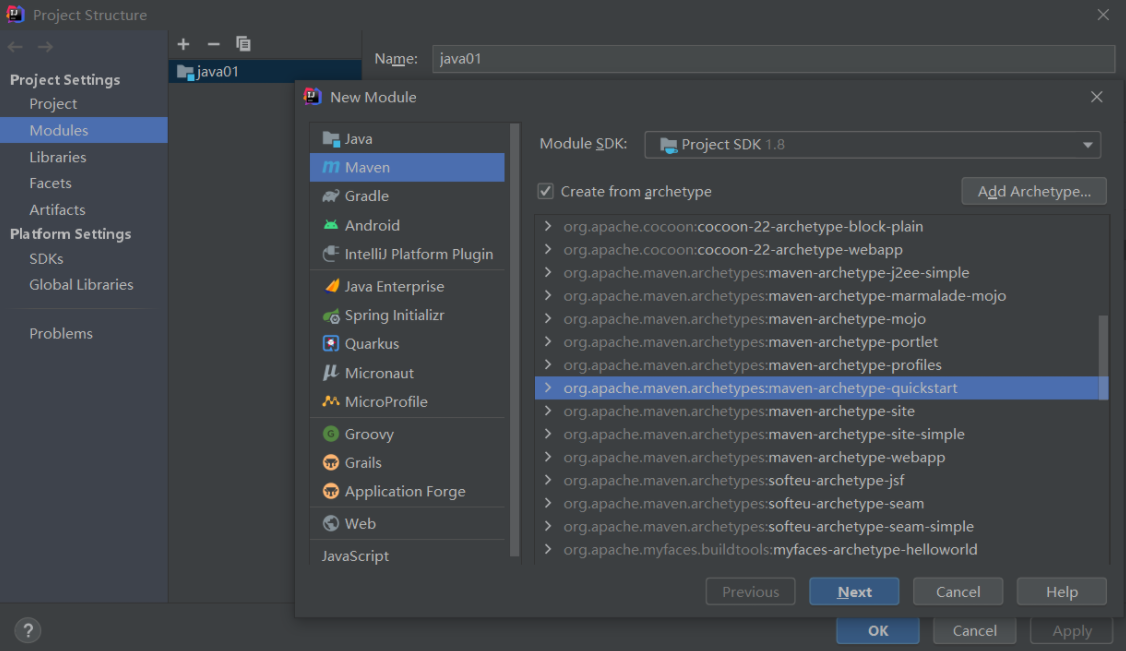 Project Structure
Name: java01
java01
Project Settings
Project
Modules
Libraries
Facets
Artifacts
Platform Settings
SDKs
Global Libraries
Problems
New Module
Java
Maven
Gradle
Android
IntelliJ Platform Plugin
Java Enterprise
Spring Initializr
Quarkus
Micronaut
MicroProfile
Groovy
Grails
Application Forge
Web
JavaScript
Module SDK: Project SDK 1.8
Create from archetype
Add Archetype...
org.apache.cocoon:cocoon-22-archetype-block-plain
org.apache.cocoon:cocoon-22-archetype-webapp
org.apache.maven.archetypes:maven-archetype-j2ee-simple
org.apache.maven.archetypes:maven-archetype-marmalade-mojo
org.apache.maven.archetypes:maven-archetype-mojo
org.apache.maven.archetypes:maven-archetype-portlet
org.apache.maven.archetypes:maven-archetype-profiles
org.apache.maven.archetypes:maven-archetype-quickstart
org.apache.maven.archetypes:maven-archetype-site
org.apache.maven.archetypes:maven-archetype-site-simple
org.apache.maven.archetypes:maven-archetype-webapp
org.apache.maven.archetypes:softeu-archetype-jsf
org.apache.maven.archetypes:softeu-archetype-seam
org.apache.maven.archetypes:softeu-archetype-seam-simple
org.apache.myfaces.buildtools:myfaces-archetype-helloworld
Previous
Next
Cancel
Help
?
OK
Cancel
Apply